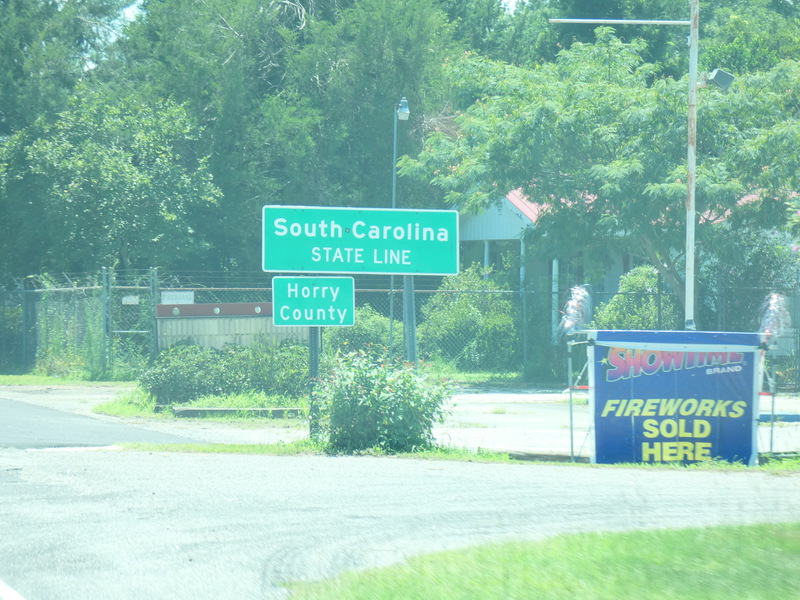 South Carolina
STATE LINE
Horry
County
SHOWTIME
BRAND
FIREWORKS
SOLD
HERE